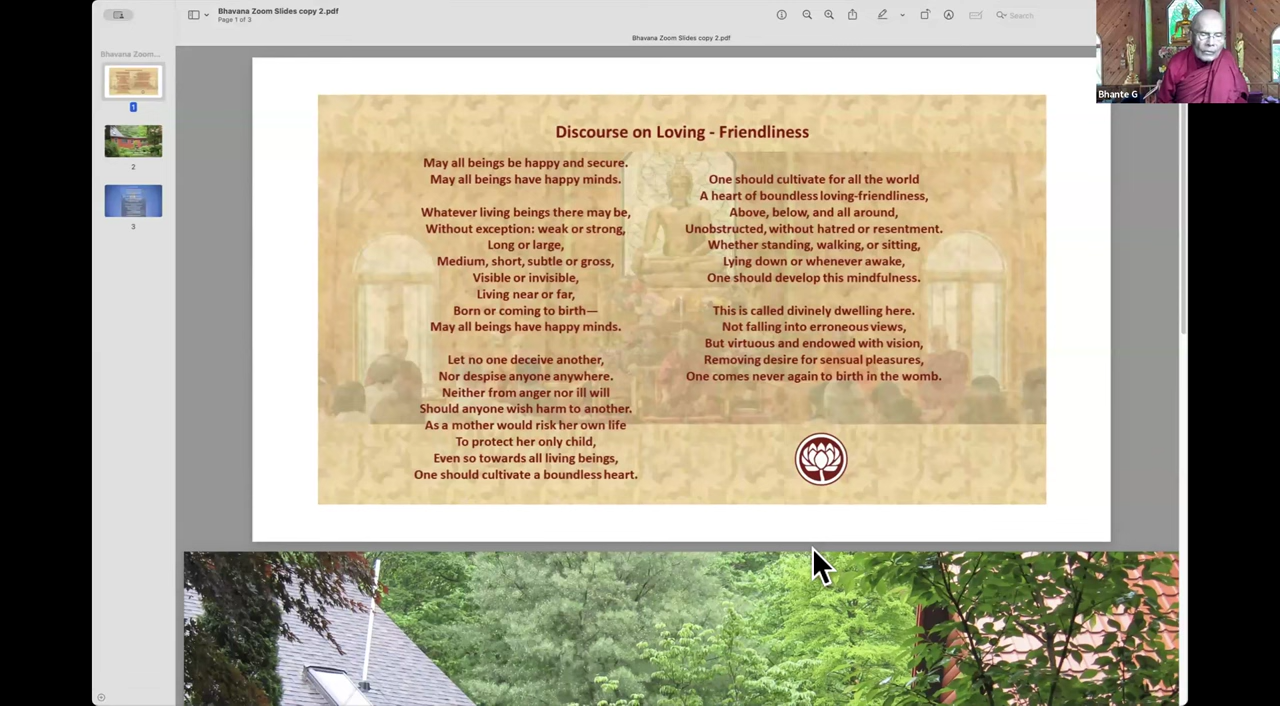 Bhavana Zoom Slides copy 2.pdf
Page 1 of 3
Search
Bhavana Zoom Slides copy 2.pdf
Bhavana Zoom...
1
2
3
Bhante G
Discourse on Loving - Friendliness
May all beings be happy and secure.
May all beings have happy minds.
Whatever living beings there may be,
Without exception: weak or strong,
Long or large,
Medium, short, subtle or gross,
Visible or invisible,
Living near or far,
Born or coming to birth—
May all beings have happy minds.
Let no one deceive another,
Nor despise anyone anywhere.
Neither from anger nor ill will
Should anyone wish harm to another.
As a mother would risk her own life
To protect her only child,
Even so towards all living beings,
One should cultivate a boundless heart.
One should cultivate for all the world
A heart of boundless loving-friendliness,
Above, below, and all around,
Unobstructed, without hatred or resentment.
Whether standing, walking, or sitting,
Lying down or whenever awake,
One should develop this mindfulness.
This is called divinely dwelling here.
Not falling into erroneous views,
But virtuous and endowed with vision,
Removing desire for sensual pleasures,
One comes never again to birth in the womb.